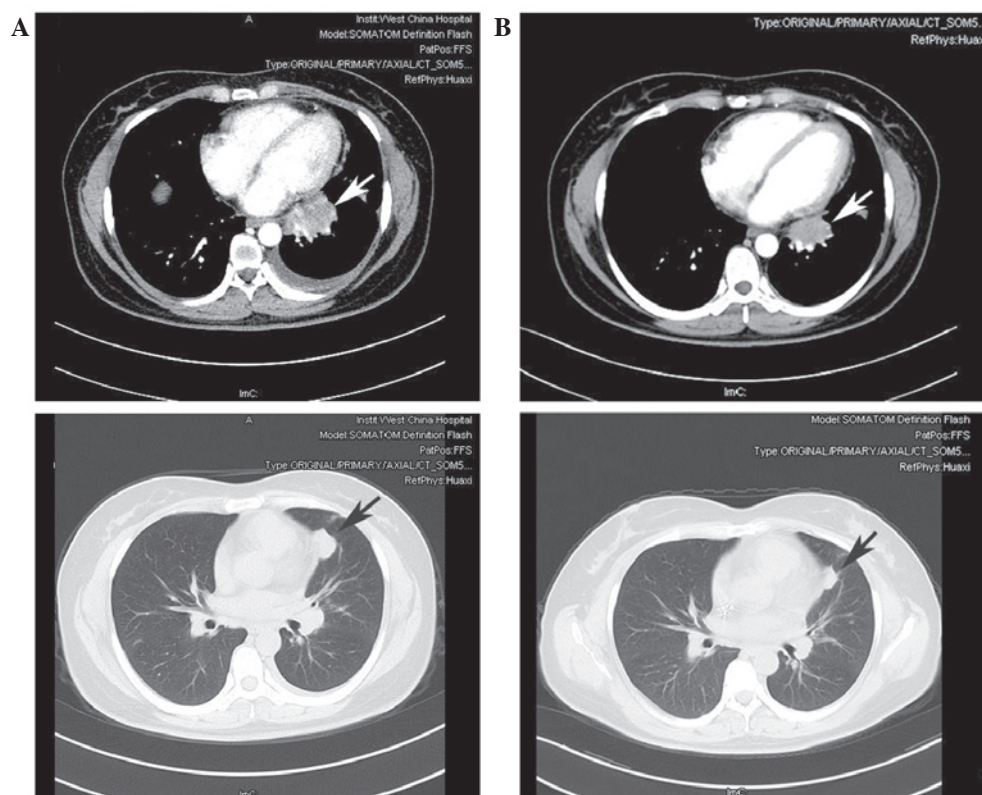 A
B
A
Instit:West China Hospital
Model:SOMATOM Definition Flash
PatPos:FFS
Type:ORIGINAL/PRIMARY/AXIAL/CT_SOM5...
RefPhys:Huaxi
ImC:
Type:ORIGINAL/PRIMARY/AXIAL/CT_SOM5.
RefPhys:Huax
ImC:
A
Instit:West China Hospital
Model:SOMATOM Definition Flash
PatPos:FFS
Type:ORIGINAL/PRIMARY/AXIAL/CT_SOM5...
RefPhys:Huaxi
ImC:
Model:SOMATOM Definition Flash
PatPos:FFS
Type:ORIGINAL/PRIMARY/AXIAL/CT_SOM5...
RefPhys:Huaxi
ImC: